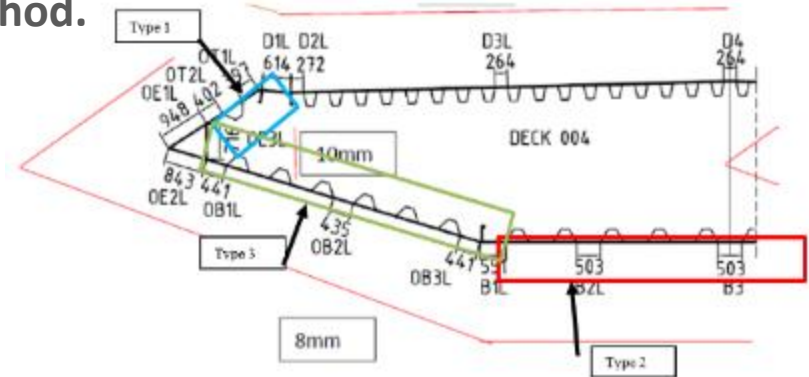 hod.
Type 1
D1L D2L
614 272
D3L
264
D4
264
OT1L
97
OT2L
402
OE1L
948
OE3L
10mm
DECK 004
843
OE2L
441
OB1L
435
OB2L
Type 3
441
OB3L
B1L
503
B2L
503
B3
8mm
Type 2